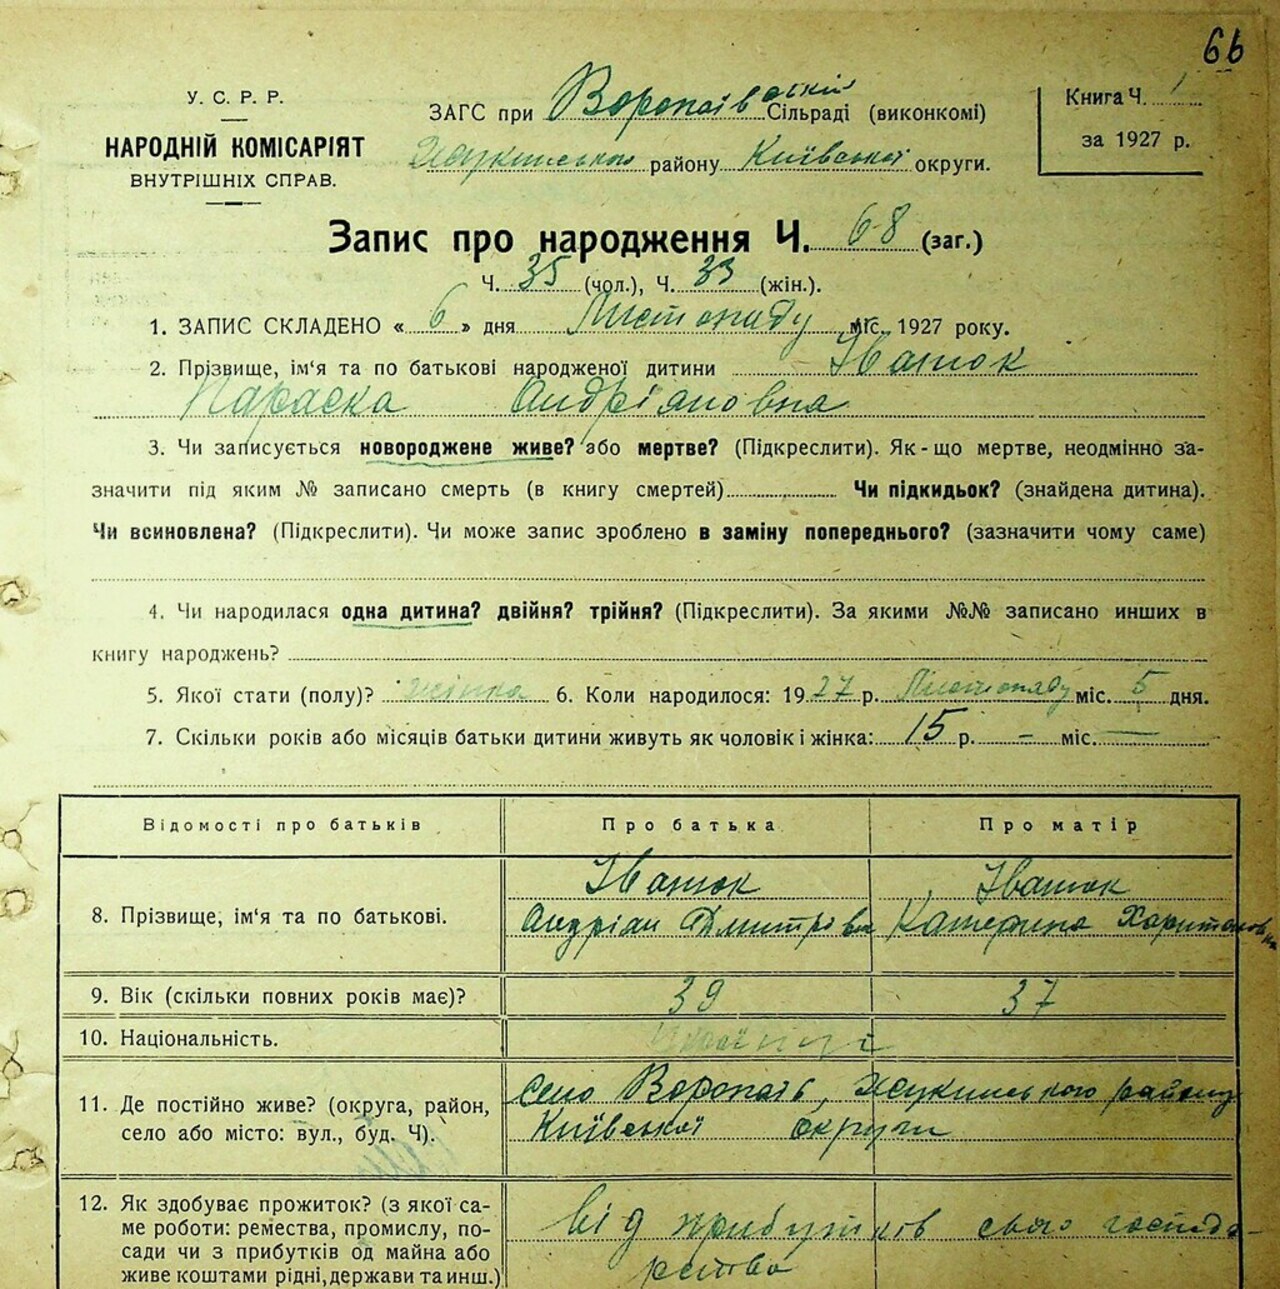 66
У. С. Р. Р.
НАРОДНІЙ КОМІСАРІЯТ
ВНУТРІШНІХ СПРАВ.
ЗАГС при Воропаївській Сільраді (виконкомі)
району Київської округи.
Книга Ч. 1
за 1927 р.
Запис про народження Ч. 68 (заг.)
Ч. 35 (чол.), Ч. 33 (жін.).
1. ЗАПИС СКЛАДЕНО « 6 » дня Листопаду міс. 1927 року.
2. Прізвище, ім'я та по батькові народженої дитини Іватюк
Параска Андріяновна
3. Чи записується новороджене живе? або мертве? (Підкреслити). Як-що мертве, неодмінно за-
значити під яким № записано смерть (в книгу смертей) Чи підкидьок? (знайдена дитина).
Чи всиновлена? (Підкреслити). Чи може запис зроблено в заміну попереднього? (зазначити чому саме)
4. Чи народилася одна дитина? двійня? трійня? (Підкреслити). За якими №№ записано инших в
книгу народжень?
5. Якої стати (полу)? жінка 6. Коли народилося: 1927 р. Листопаду міс. 5 дня.
7. Скільки років або місяців батьки дитини живуть як чоловік і жінка: 15 р. – міс. —
Відомості про батьків Про батька Про матір
8. Прізвище, ім'я та по батькові. Іватюк Андріан Дмитрівич Іватюк Катерина Харитоновна
9. Вік (скільки повних років має)? 39 37
10. Національність. Українці
11. Де постійно живе? (округа, район, село Воропаїв, району
село або місто: вул., буд. Ч). Київської округи
12. Як здобуває прожиток? (з якої са-
ме роботи: ремества, промислу, по- від прибутків свого господа-
сади чи з прибутків од майна або рства
живе коштами рідні, держави та инш.)